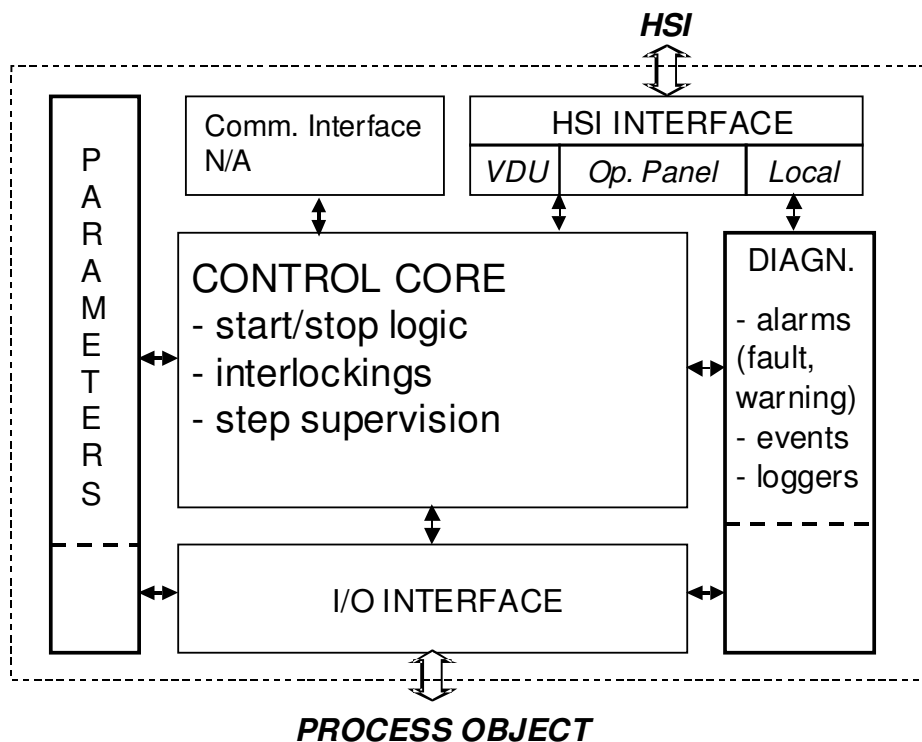 HSI
Comm. Interface
N/A
HSI INTERFACE
VDU Op. Panel Local
PARAMETERS
CONTROL CORE
- start/stop logic
- interlockings
- step supervision
DIAGN.
- alarms
(fault,
warning)
- events
- loggers
I/O INTERFACE
PROCESS OBJECT